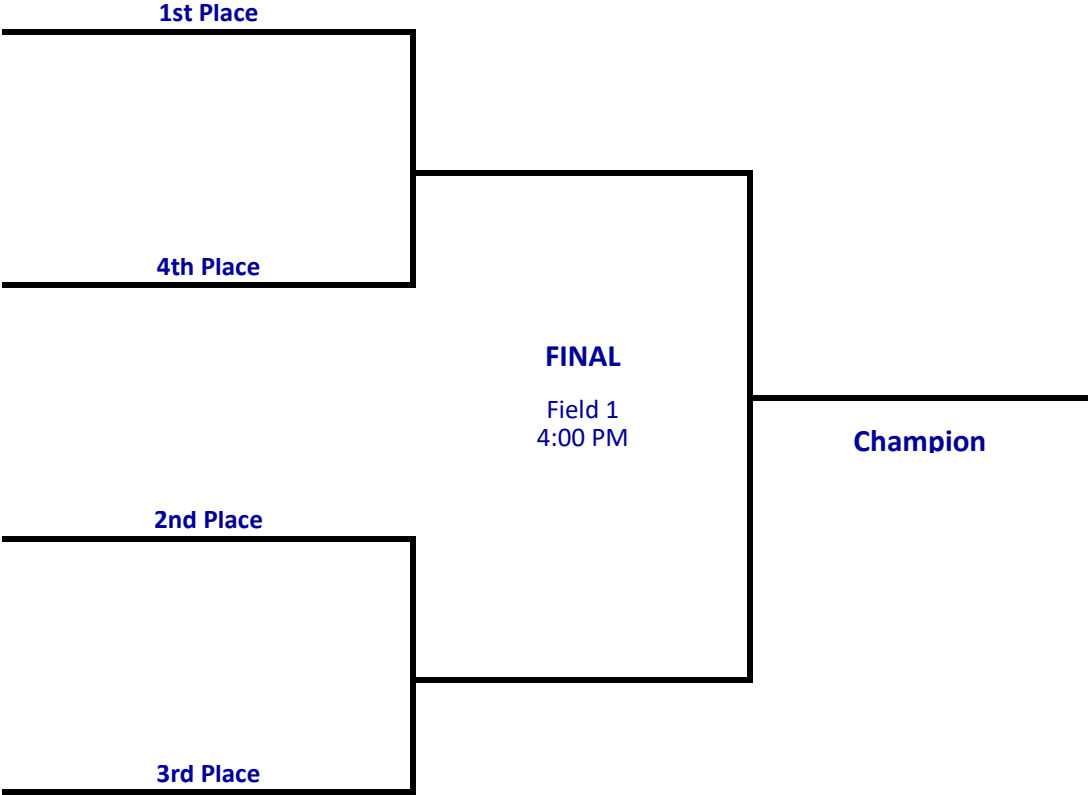 1st Place
4th Place
FINAL
Field 1
4:00 PM
Champion
2nd Place
3rd Place